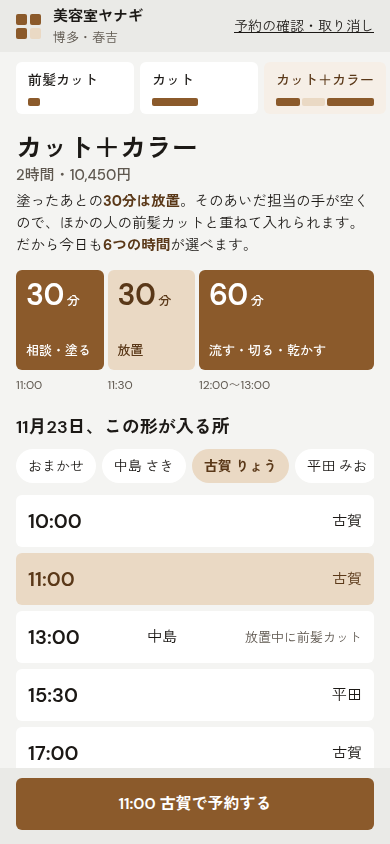 美容室ヤナギ
博多・春吉
予約の確認・取り消し
前髪カット
カット
カット＋カラー
カット＋カラー
2時間・10,450円
塗ったあとの30分は放置。そのあいだ担当の手が空く
ので、ほかの人の前髪カットと重ねて入れられます。
だから今日も6つの時間が選べます。
30分
相談・塗る
30分
放置
60分
流す・切る・乾かす
11:00
11:30
12:00〜13:00
11月23日、この形が入る所
おまかせ
中島 さき
古賀 りょう
平田 みお
10:00 古賀
11:00 古賀
13:00 中島 放置中に前髪カット
15:30 平田
17:00 古賀
11:00 古賀で予約する